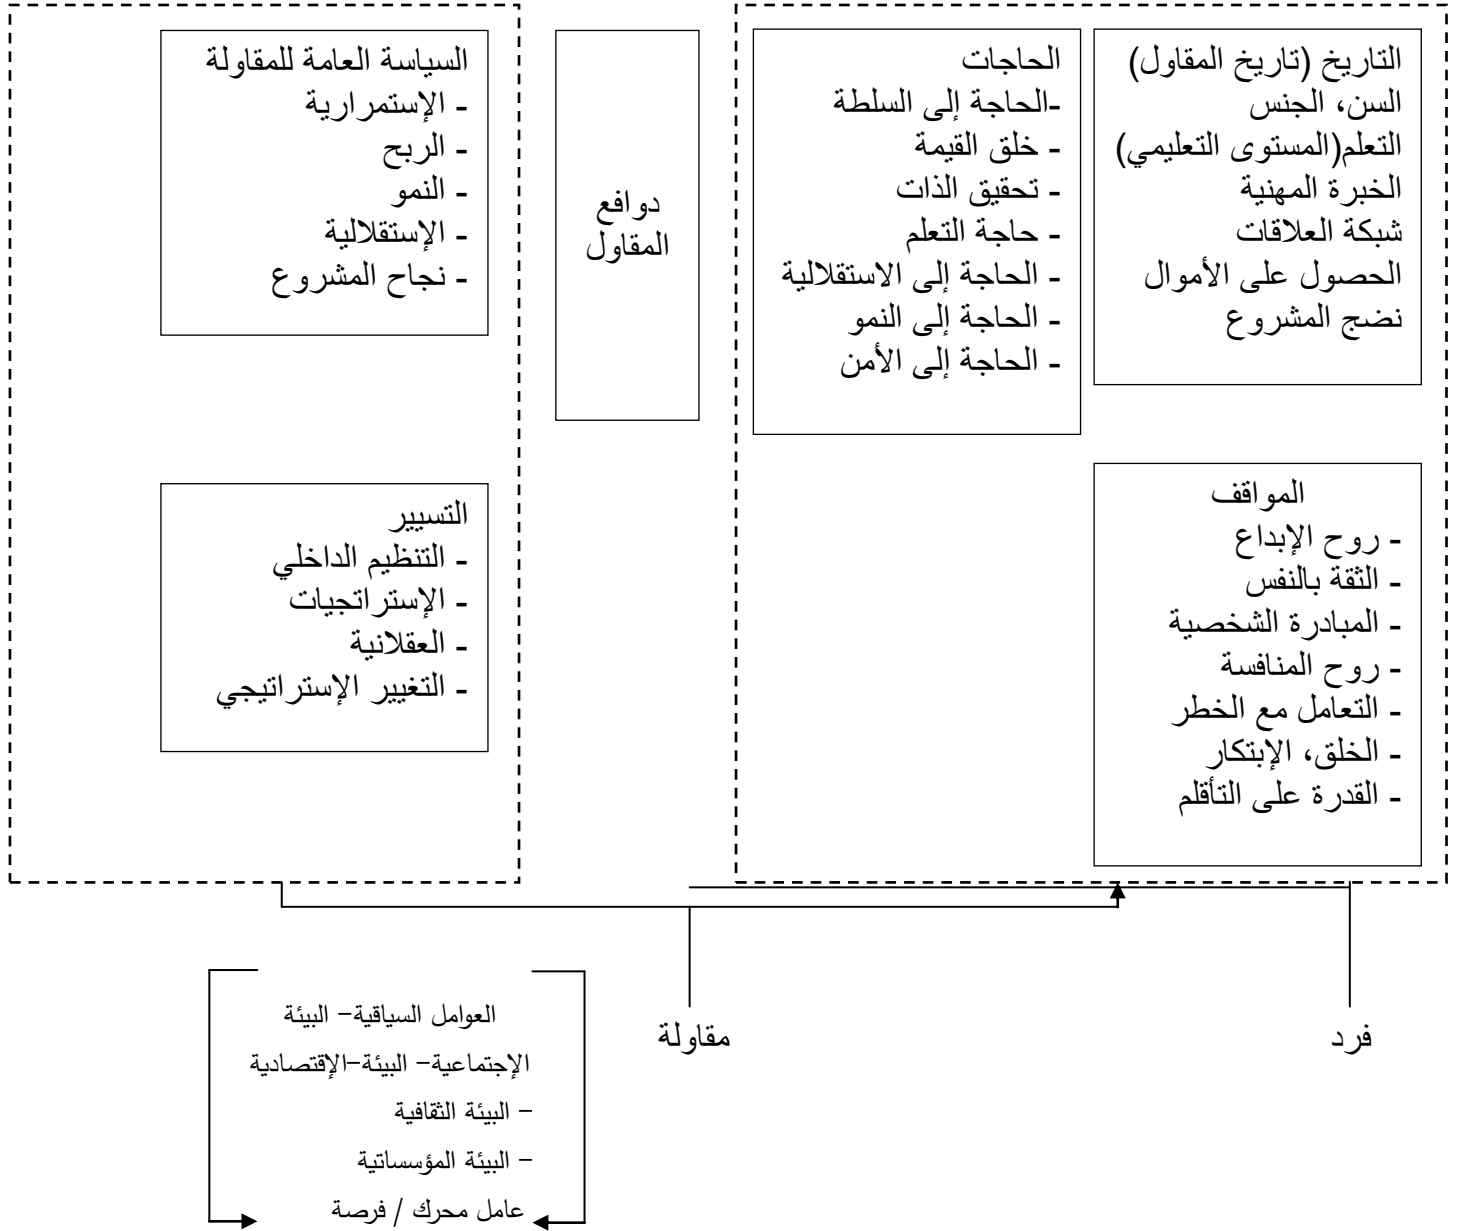 التاريخ (تاريخ المقاول)
السن، الجنس
التعلم(المستوى التعليمي)
الخبرة المهنية
شبكة العلاقات
الحصول على الأموال
نضج المشروع
الحاجات
-الحاجة إلى السلطة
- خلق القيمة
- تحقيق الذات
- حاجة التعلم
- الحاجة إلى الاستقلالية
- الحاجة إلى النمو
- الحاجة إلى الأمن
المواقف
- روح الإبداع
- الثقة بالنفس
- المبادرة الشخصية
- روح المنافسة
- التعامل مع الخطر
- الخلق، الإبتكار
- القدرة على التأقلم
دوافع
المقاول
السياسة العامة للمقاولة
- الإستمرارية
- الربح
- النمو
- الإستقلالية
- نجاح المشروع
التسيير
- التنظيم الداخلي
- الإستراتجيات
- العقلانية
- التغيير الإستراتيجي
فرد
مقاولة
العوامل السياقية– البيئة
الإجتماعية– البيئة–الإقتصادية
– البيئة الثقافية
– البيئة المؤسساتية
عامل محرك / فرصة